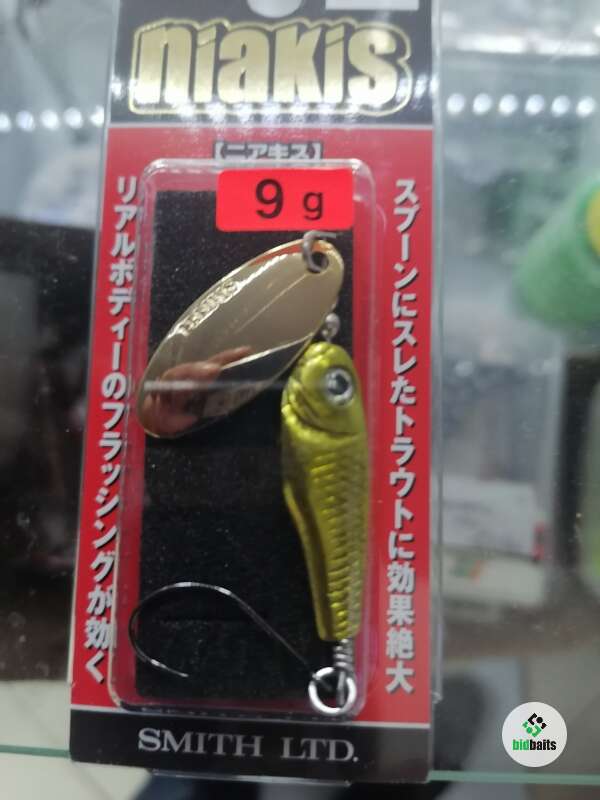 niakis
【ニアキス】
9g
スプーンにスレたトラウトに効果絶大
リアルボディーのフラッシングが効く
SMITH LTD.
bidbaits